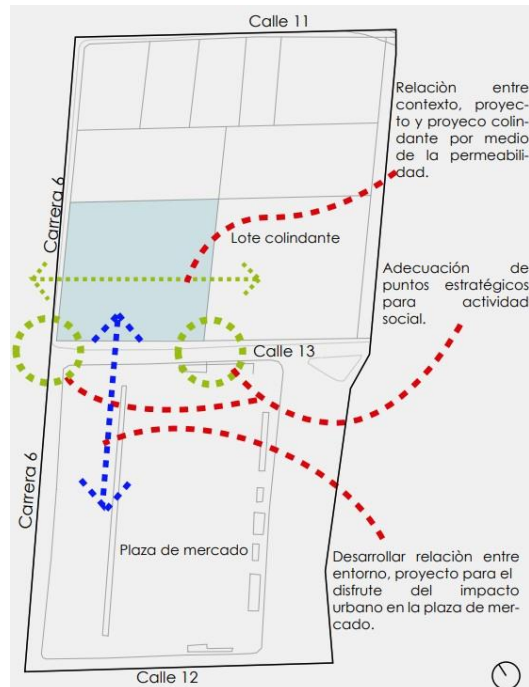 Calle 11
Relaciòn entre
contexto, proyec-
to y proyeco colin-
dante por medio
de la permeabili-
dad.
Carrera 6
Lote colindante
Adecuación de
puntos estratégicos
para actividad
social.
Calle 13
Carrera 6
Plaza de mercado
Desarrollar relaciòn entre
entorno, proyecto para el
disfrute del impacto
urbano en la plaza de mer-
cado.
Calle 12